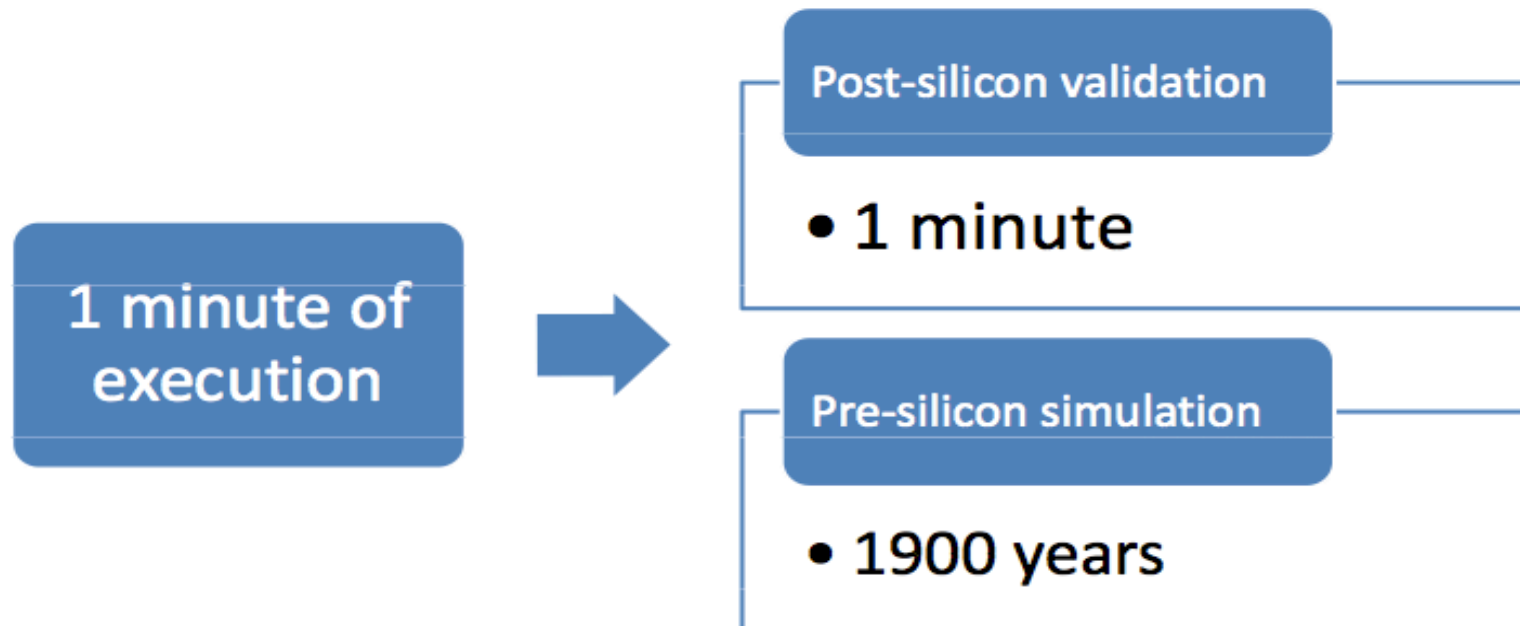 1 minute of
execution
Post-silicon validation
• 1 minute
Pre-silicon simulation
• 1900 years